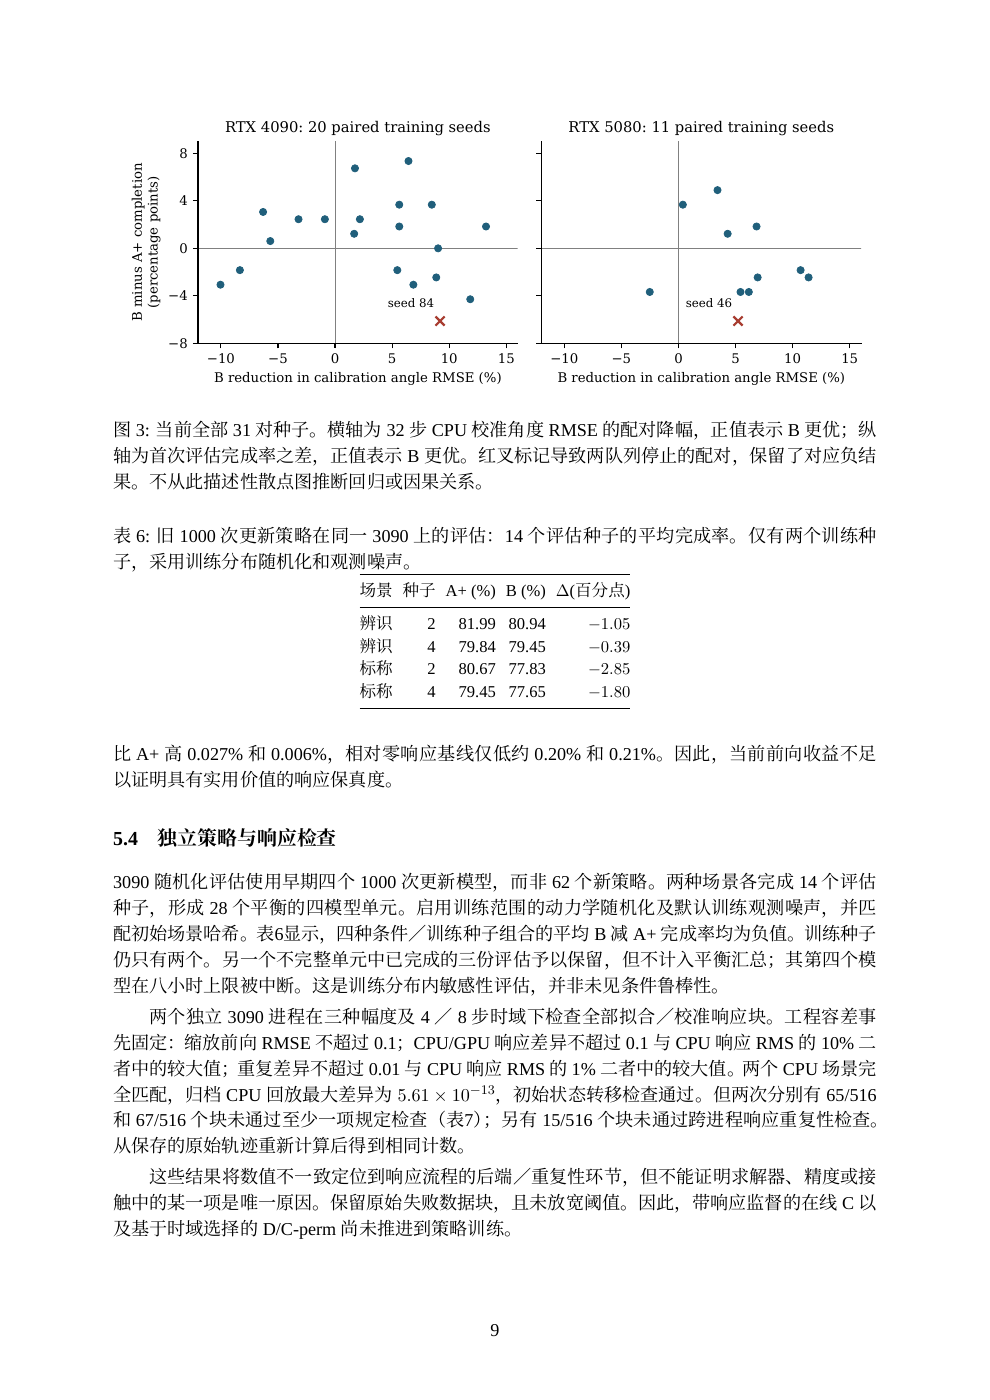 RTX 4090: 20 paired training seeds
RTX 5080: 11 paired training seeds
B minus A+ completion
(percentage points)
8
4
0
−4
−8
seed 84
seed 46
−10 −5 0 5 10 15
−10 −5 0 5 10 15
B reduction in calibration angle RMSE (%)
B reduction in calibration angle RMSE (%)
图 3: 当前全部 31 对种子。横轴为 32 步 CPU 校准角度 RMSE 的配对降幅，正值表示 B 更优；纵
轴为首次评估完成率之差，正值表示 B 更优。红叉标记导致两队列停止的配对，保留了对应负结
果。不从此描述性散点图推断回归或因果关系。
表 6: 旧 1000 次更新策略在同一 3090 上的评估：14 个评估种子的平均完成率。仅有两个训练种
子，采用训练分布随机化和观测噪声。
场景 种子 A+ (%) B (%) Δ(百分点)
辨识 2 81.99 80.94 −1.05
辨识 4 79.84 79.45 −0.39
标称 2 80.67 77.83 −2.85
标称 4 79.45 77.65 −1.80
比 A+ 高 0.027% 和 0.006%，相对零响应基线仅低约 0.20% 和 0.21%。因此，当前前向收益不足
以证明具有实用价值的响应保真度。
5.4 独立策略与响应检查
3090 随机化评估使用早期四个 1000 次更新模型，而非 62 个新策略。两种场景各完成 14 个评估
种子，形成 28 个平衡的四模型单元。启用训练范围的动力学随机化及默认训练观测噪声，并匹
配初始场景哈希。表6显示，四种条件／训练种子组合的平均 B 减 A+ 完成率均为负值。训练种子
仍只有两个。另一个不完整单元中已完成的三份评估予以保留，但不计入平衡汇总；其第四个模
型在八小时上限被中断。这是训练分布内敏感性评估，并非未见条件鲁棒性。
两个独立 3090 进程在三种幅度及 4 ／ 8 步时域下检查全部拟合／校准响应块。工程容差事
先固定：缩放前向 RMSE 不超过 0.1；CPU/GPU 响应差异不超过 0.1 与 CPU 响应 RMS 的 10% 二
者中的较大值；重复差异不超过 0.01 与 CPU 响应 RMS 的 1% 二者中的较大值。两个 CPU 场景完
全匹配，归档 CPU 回放最大差异为 5.61 × 10⁻¹³，初始状态转移检查通过。但两次分别有 65/516
和 67/516 个块未通过至少一项规定检查（表7）；另有 15/516 个块未通过跨进程响应重复性检查。
从保存的原始轨迹重新计算后得到相同计数。
这些结果将数值不一致定位到响应流程的后端／重复性环节，但不能证明求解器、精度或接
触中的某一项是唯一原因。保留原始失败数据块，且未放宽阈值。因此，带响应监督的在线 C 以
及基于时域选择的 D/C-perm 尚未推进到策略训练。
9